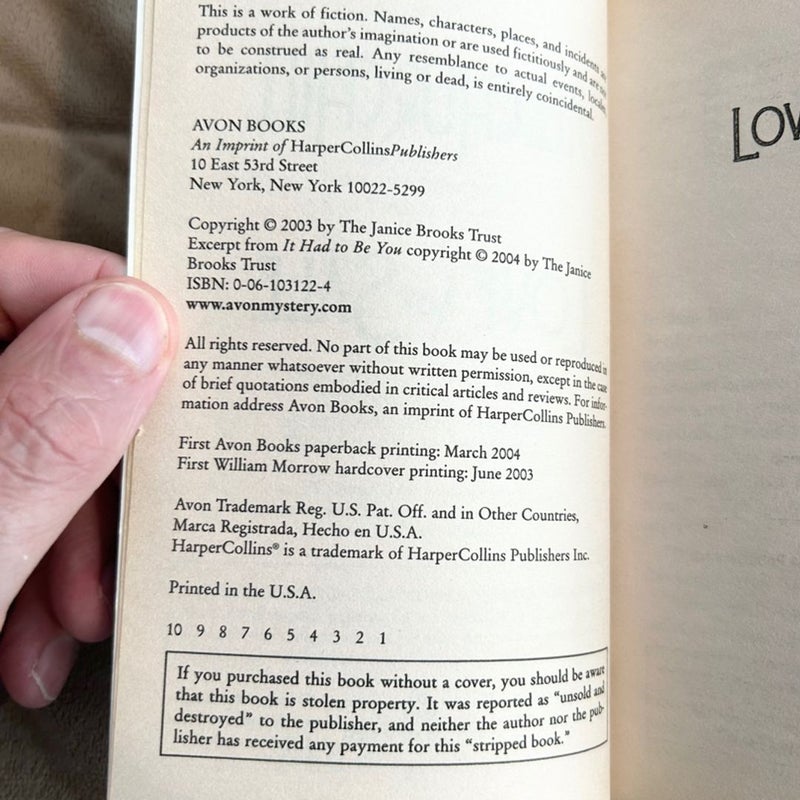 This is a work of fiction. Names, characters, places, and incidents are
products of the author's imagination or are used fictitiously and are not
to be construed as real. Any resemblance to actual events, locales,
organizations, or persons, living or dead, is entirely coincidental.
AVON BOOKS
An Imprint of HarperCollinsPublishers
10 East 53rd Street
New York, New York 10022-5299
Copyright © 2003 by The Janice Brooks Trust
Excerpt from It Had to Be You copyright © 2004 by The Janice
Brooks Trust
ISBN: 0-06-103122-4
www.avonmystery.com
All rights reserved. No part of this book may be used or reproduced in
any manner whatsoever without written permission, except in the case
of brief quotations embodied in critical articles and reviews. For infor-
mation address Avon Books, an imprint of HarperCollins Publishers.
First Avon Books paperback printing: March 2004
First William Morrow hardcover printing: June 2003
Avon Trademark Reg. U.S. Pat. Off. and in Other Countries,
Marca Registrada, Hecho en U.S.A.
HarperCollins® is a trademark of HarperCollins Publishers Inc.
Printed in the U.S.A.
10 9 8 7 6 5 4 3 2 1
If you purchased this book without a cover, you should be aware
that this book is stolen property. It was reported as "unsold and
destroyed" to the publisher, and neither the author nor the pub-
lisher has received any payment for this "stripped book."